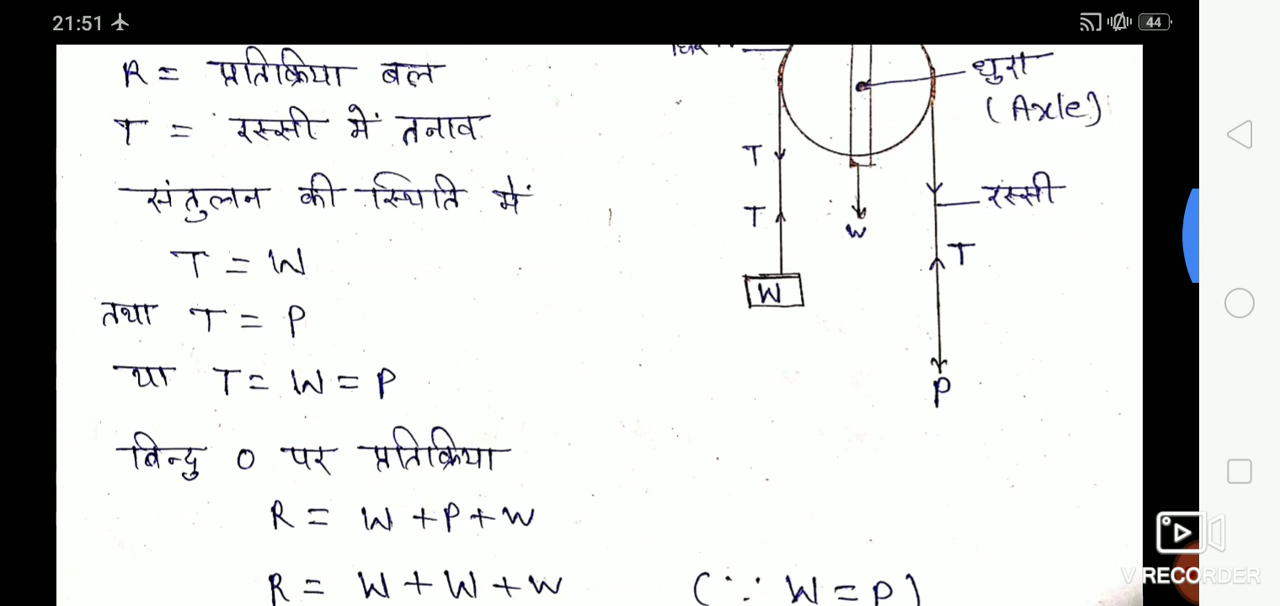 21:51
44
R = प्रतिक्रिया बल
T = रस्सी में तनाव
संतुलन की स्थिति में
T = W
तथा T = P
या T = W = P
बिन्दु O पर प्रतिक्रिया
R = W + P + w
R = W + W + w (∵ W = P)
धुरा
(Axle)
T
T
W
w
रस्सी
T
P
V RECORDER